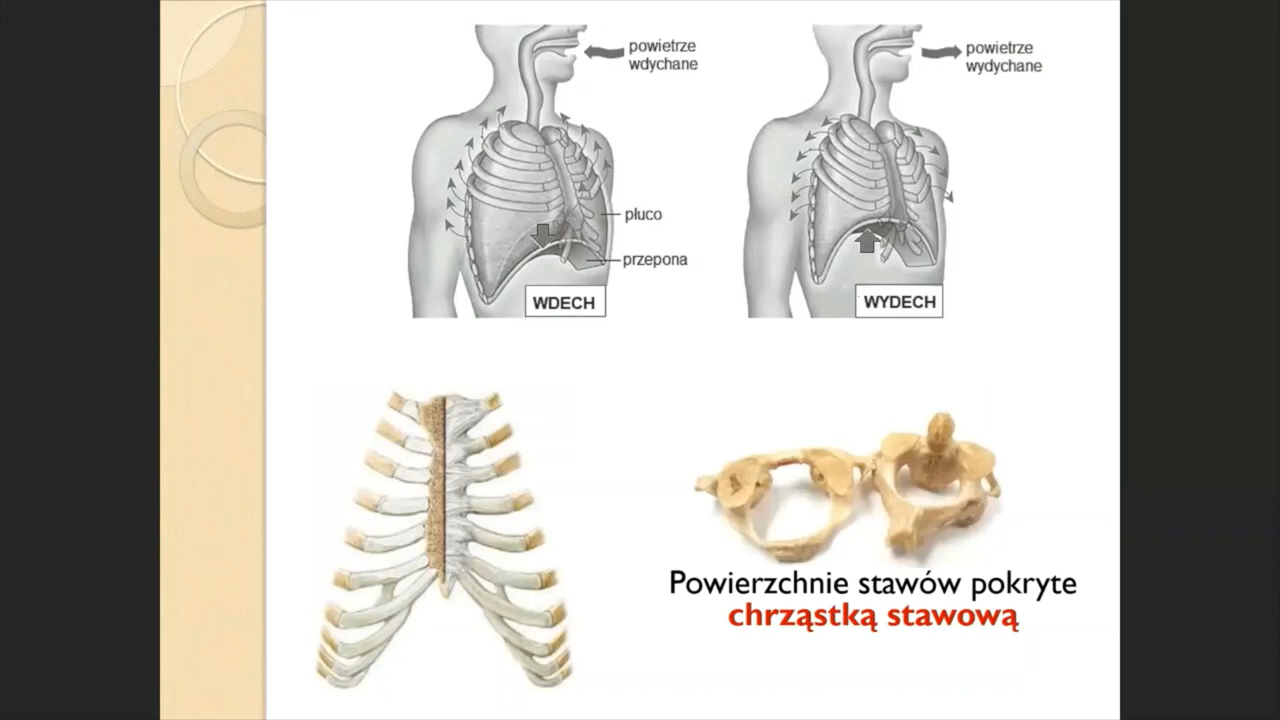 powietrze
wdychane
płuco
przepona
WDECH
powietrze
wydychane
WYDECH
Powierzchnie stawów pokryte
chrząstką stawową